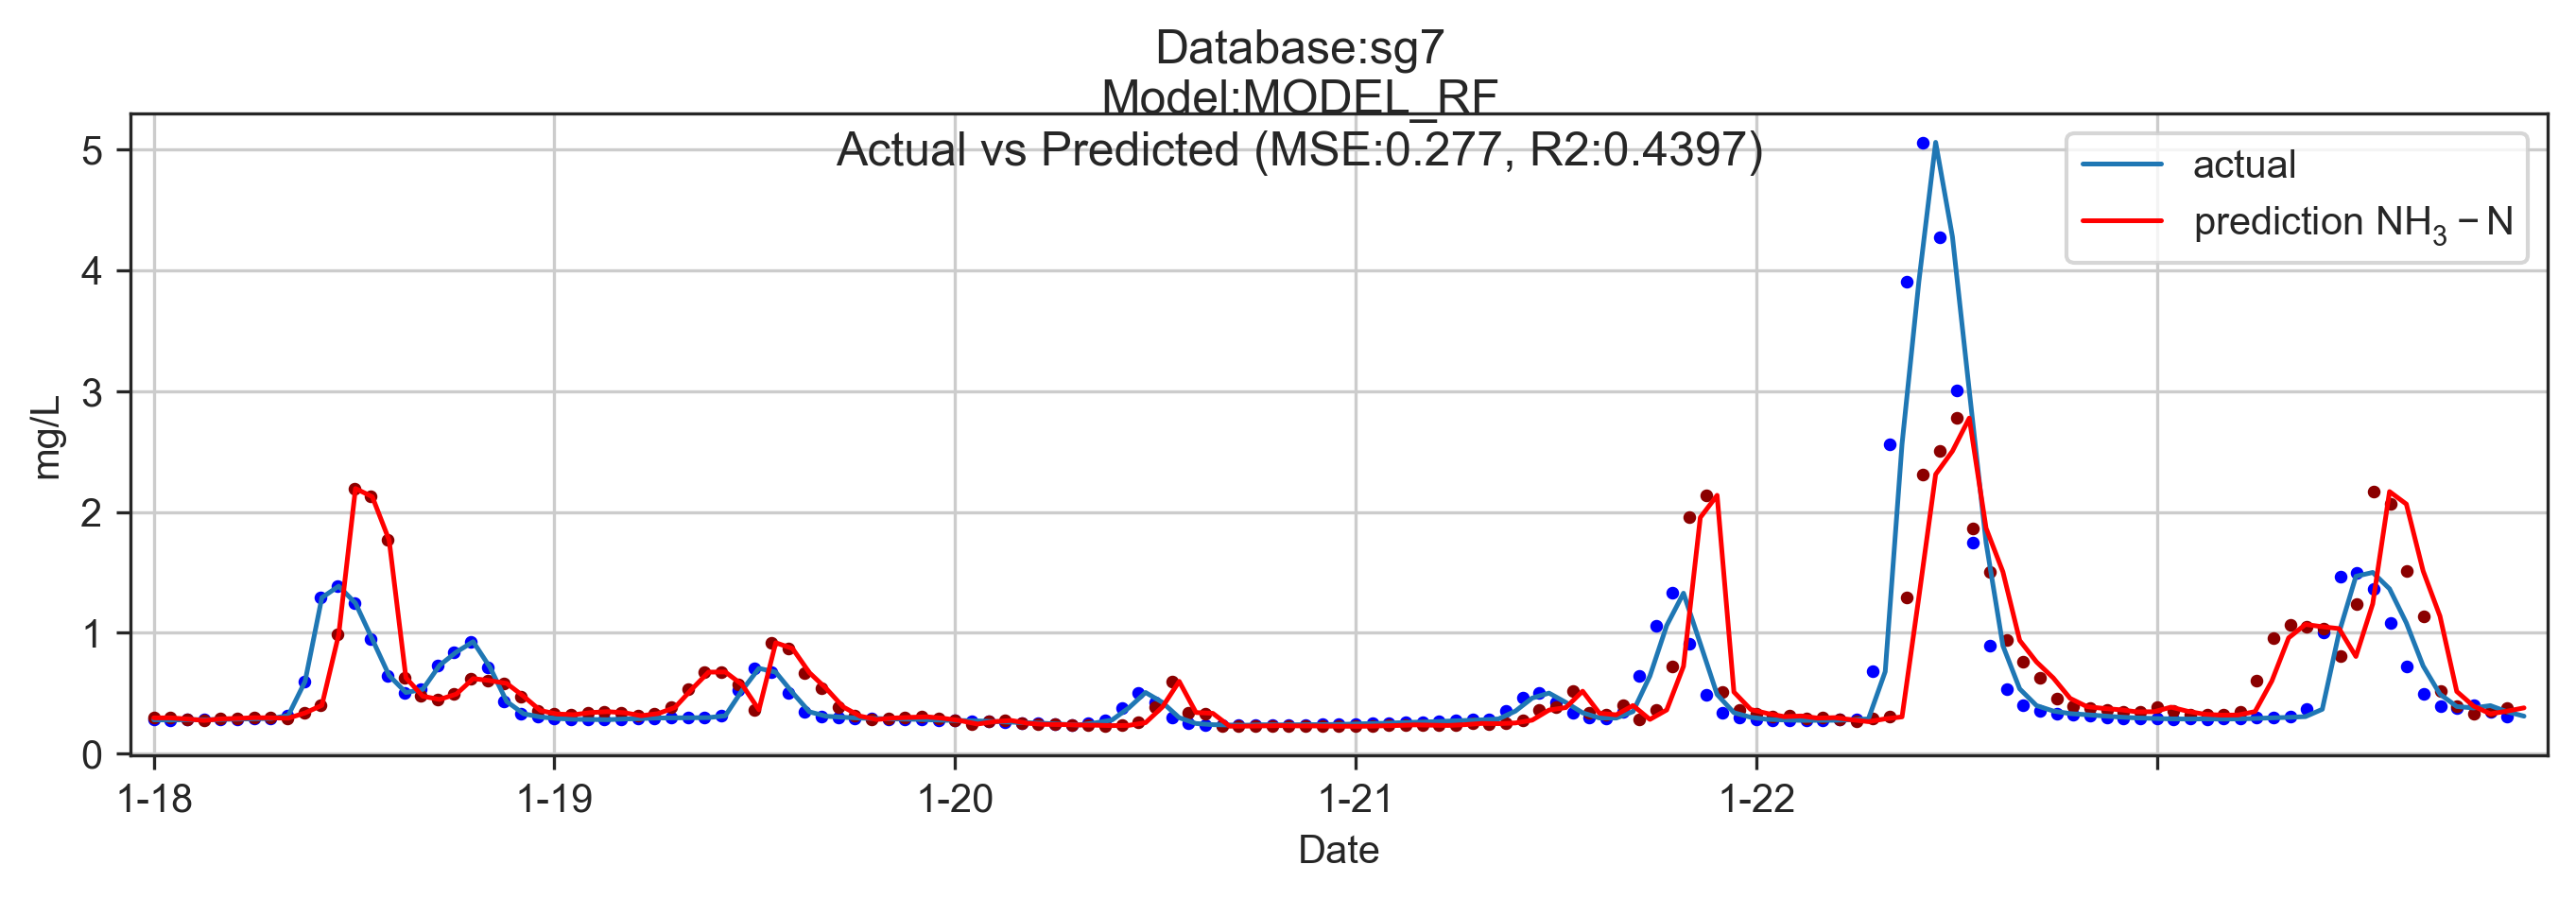 Database:sg7
Model:MODEL_RF
Actual vs Predicted (MSE:0.277, R2:0.4397)
actual
prediction NH₃ − N
mg/L
5
4
3
2
1
0
1-18 1-19 1-20 1-21 1-22
Date